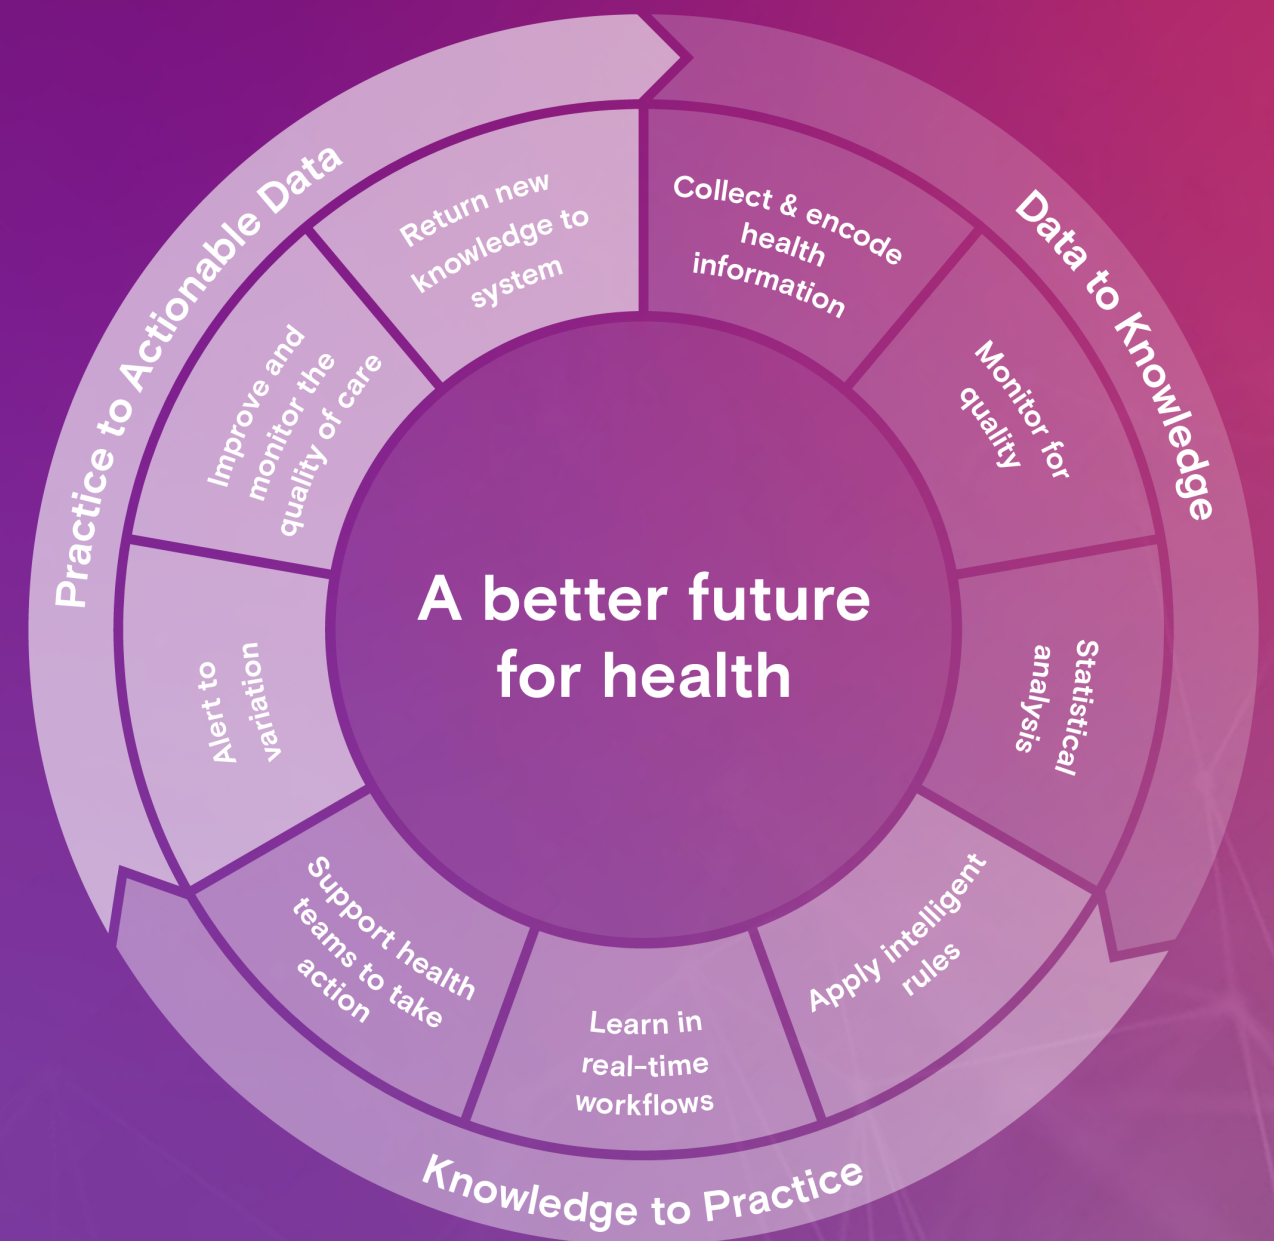 A better future
for health
Data to Knowledge
Collect & encode
health
information
Monitor for
quality
Statistical
analysis
Knowledge to Practice
Apply intelligent
rules
Learn in
real-time
workflows
Support health
teams to take
action
Practice to Actionable Data
Alert to
variation
Improve and
monitor the
quality of care
Return new
knowledge to
system